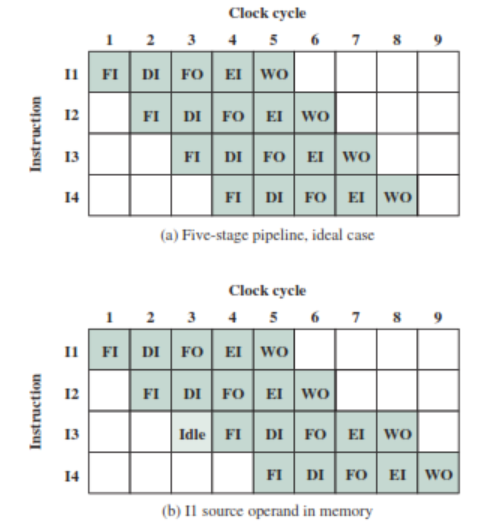 Clock cycle
1 2 3 4 5 6 7 8 9
Instruction
I1 FI DI FO EI WO
I2 FI DI FO EI WO
I3 FI DI FO EI WO
I4 FI DI FO EI WO
(a) Five-stage pipeline, ideal case
Clock cycle
1 2 3 4 5 6 7 8 9
Instruction
I1 FI DI FO EI WO
I2 FI DI FO EI WO
I3 Idle FI DI FO EI WO
I4 FI DI FO EI WO
(b) I1 source operand in memory